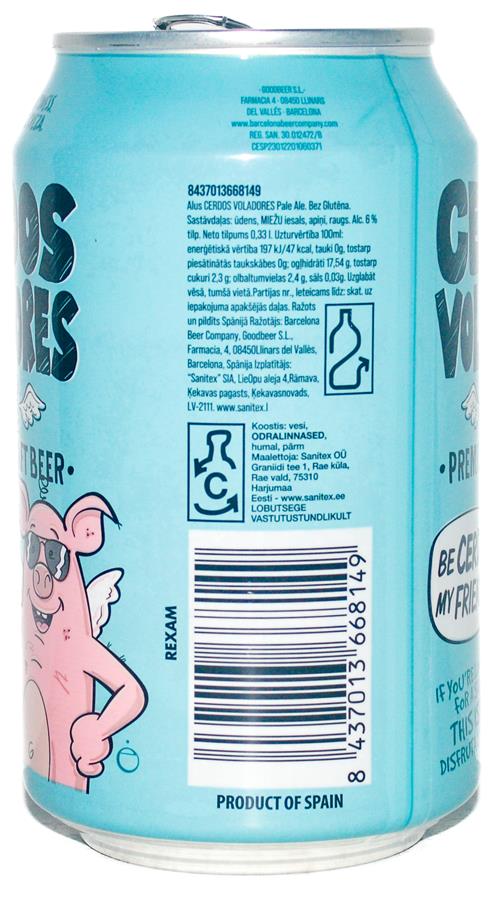 ·GOODBEER S.L.·
FARMACIA 4 · 08450 LLINARS
DEL VALLÉS · BARCELONA
www.barcelonabeercompany.com
REG. SAN. 30.012472/B
CESP23012201060371
8437013668149
Alus CERDOS VOLADORES Pale Ale. Bez Glutēna.
Sastāvdaļas: ūdens, MIEŽU iesals, apiņi, raugs. Alc. 6%
tilp. Neto tilpums 0,33 l. Uzturvērtība 100ml:
enerģētiskā vērtība 197 kJ/47 kcal, tauki 0g, tostarp
piesātinātās taukskābes 0g; ogļhidrāti 17,54 g, tostarp
cukuri 2,3 g; olbaltumvielas 2,4 g, sāls 0,03g. Uzglabāt
vēsā, tumšā vietā.Partijas nr., Ieteicams līdz: skat. uz
iepakojuma apakšējās daļas. Ražots
un pildīts Spānijā Ražotājs: Barcelona
Beer Company, Goodbeer S.L.,
Farmacia, 4, 08450Llinars del Vallès,
Barcelona, Spānija Izplatītājs:
"Sanitex" SIA, LieOpu aleja 4,Rāmava,
Ķekavas pagasts, Ķekavasnovads,
LV-2111. www.sanitex.l
Koostis: vesi,
ODRALINNASED,
humal, pärm
Maaletooja: Sanitex OÜ
Graniidi tee 1, Rae küla,
Rae vald, 75310
Harjumaa
Eesti - www.sanitex.ee
LOBUTSEGE
VASTUTUSTUNDLIKULT
C
REXAM
8 437013 668149
PRODUCT OF SPAIN
OS
RES
BEER·
CE
VO
·PREM
BE CER
MY FRIE
IF YOU'RE
FOR A
THIS
DISFRU